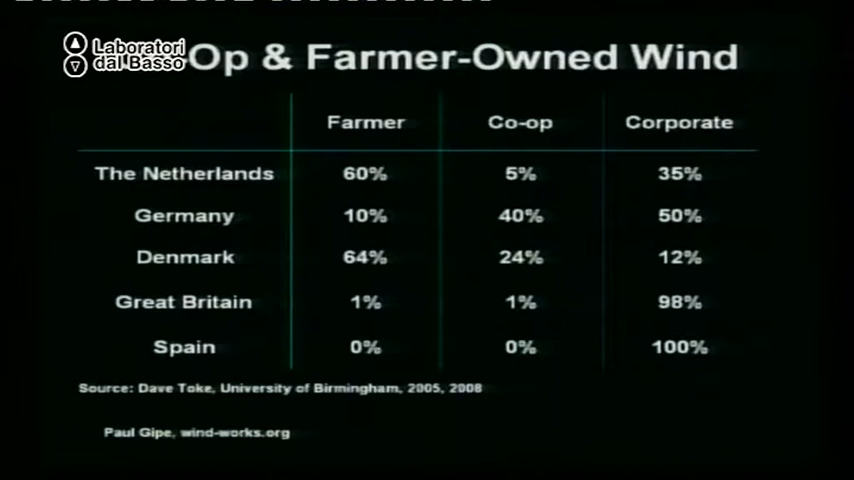 Laboratori
dal Basso
Op & Farmer-Owned Wind
Farmer Co-op Corporate
The Netherlands 60% 5% 35%
Germany 10% 40% 50%
Denmark 64% 24% 12%
Great Britain 1% 1% 98%
Spain 0% 0% 100%
Source: Dave Toke, University of Birmingham, 2005, 2008
Paul Gipe, wind-works.org